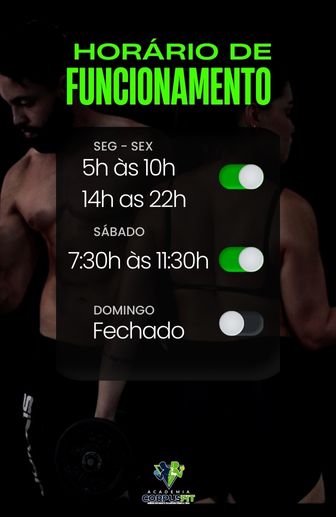 HORÁRIO DE
FUNCIONAMENTO
SEG - SEX
5h às 10h
14h as 22h
SÁBADO
7:30h às 11:30h
DOMINGO
Fechado
ACADEMIA
CORPUSFIT